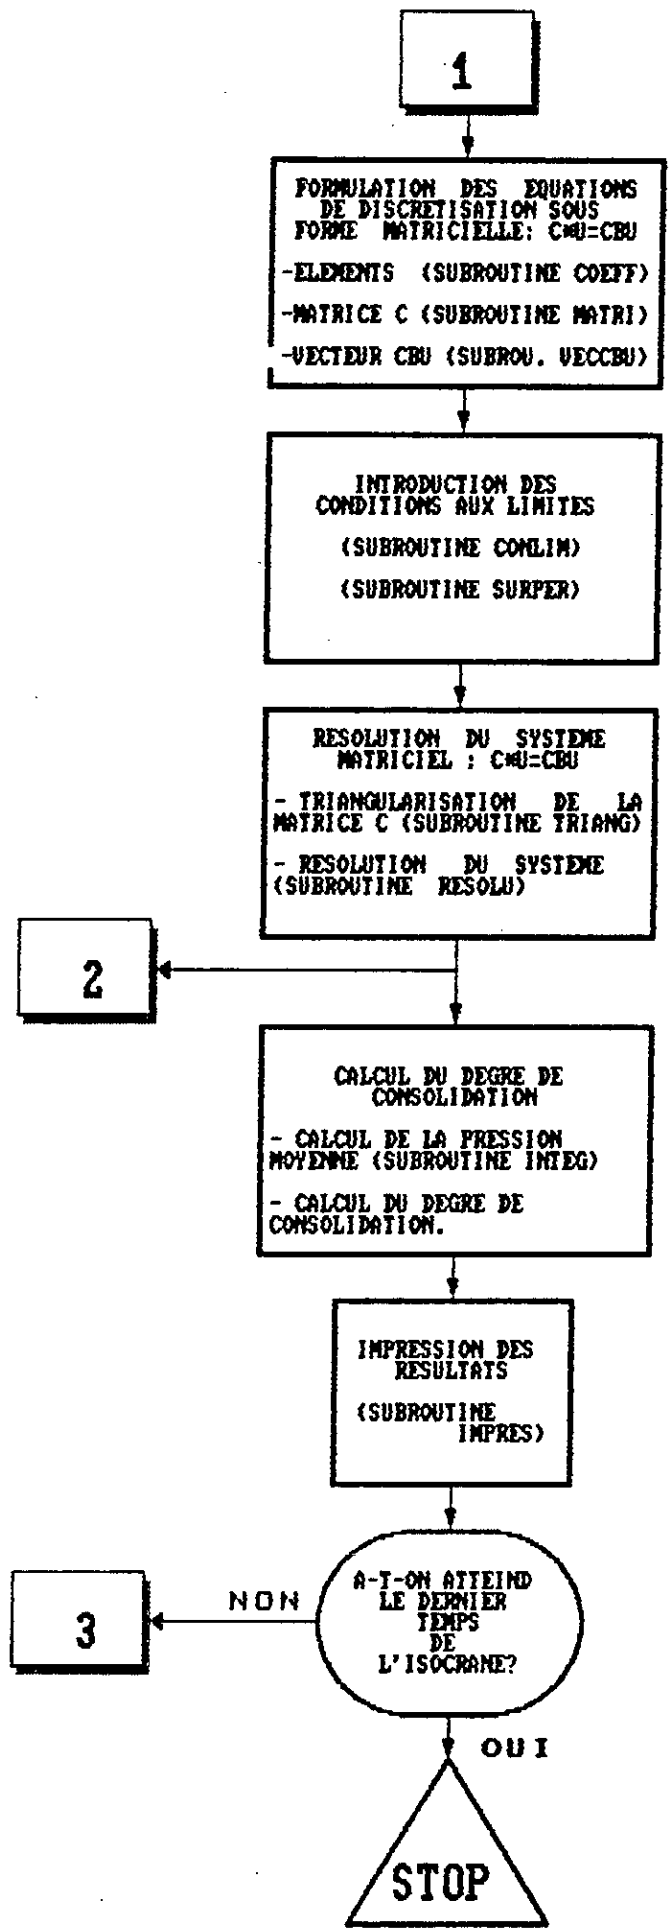 1
FORMULATION DES EQUATIONS
DE DISCRETISATION SOUS
FORME MATRICIELLE: C*U=CBU
-ELEMENTS (SUBROUTINE COEFF)
-MATRICE C (SUBROUTINE MATRI)
-VECTEUR CBU (SUBROU. VECCBU)
INTRODUCTION DES
CONDITIONS AUX LIMITES
(SUBROUTINE CONLIM)
(SUBROUTINE SURPER)
RESOLUTION DU SYSTEME
MATRICIEL : C*U=CBU
- TRIANGULARISATION DE LA
MATRICE C (SUBROUTINE TRIANG)
- RESOLUTION DU SYSTEME
(SUBROUTINE RESOLU)
2
CALCUL DU DEGRE DE
CONSOLIDATION
- CALCUL DE LA PRESSION
MOYENNE (SUBROUTINE INTEG)
- CALCUL DU DEGRE DE
CONSOLIDATION.
IMPRESSION DES
RESULTATS
(SUBROUTINE
IMPRES)
A-T-ON ATTEIND
LE DERNIER
TEMPS
DE
L'ISOCRANE?
NON
3
OUI
STOP